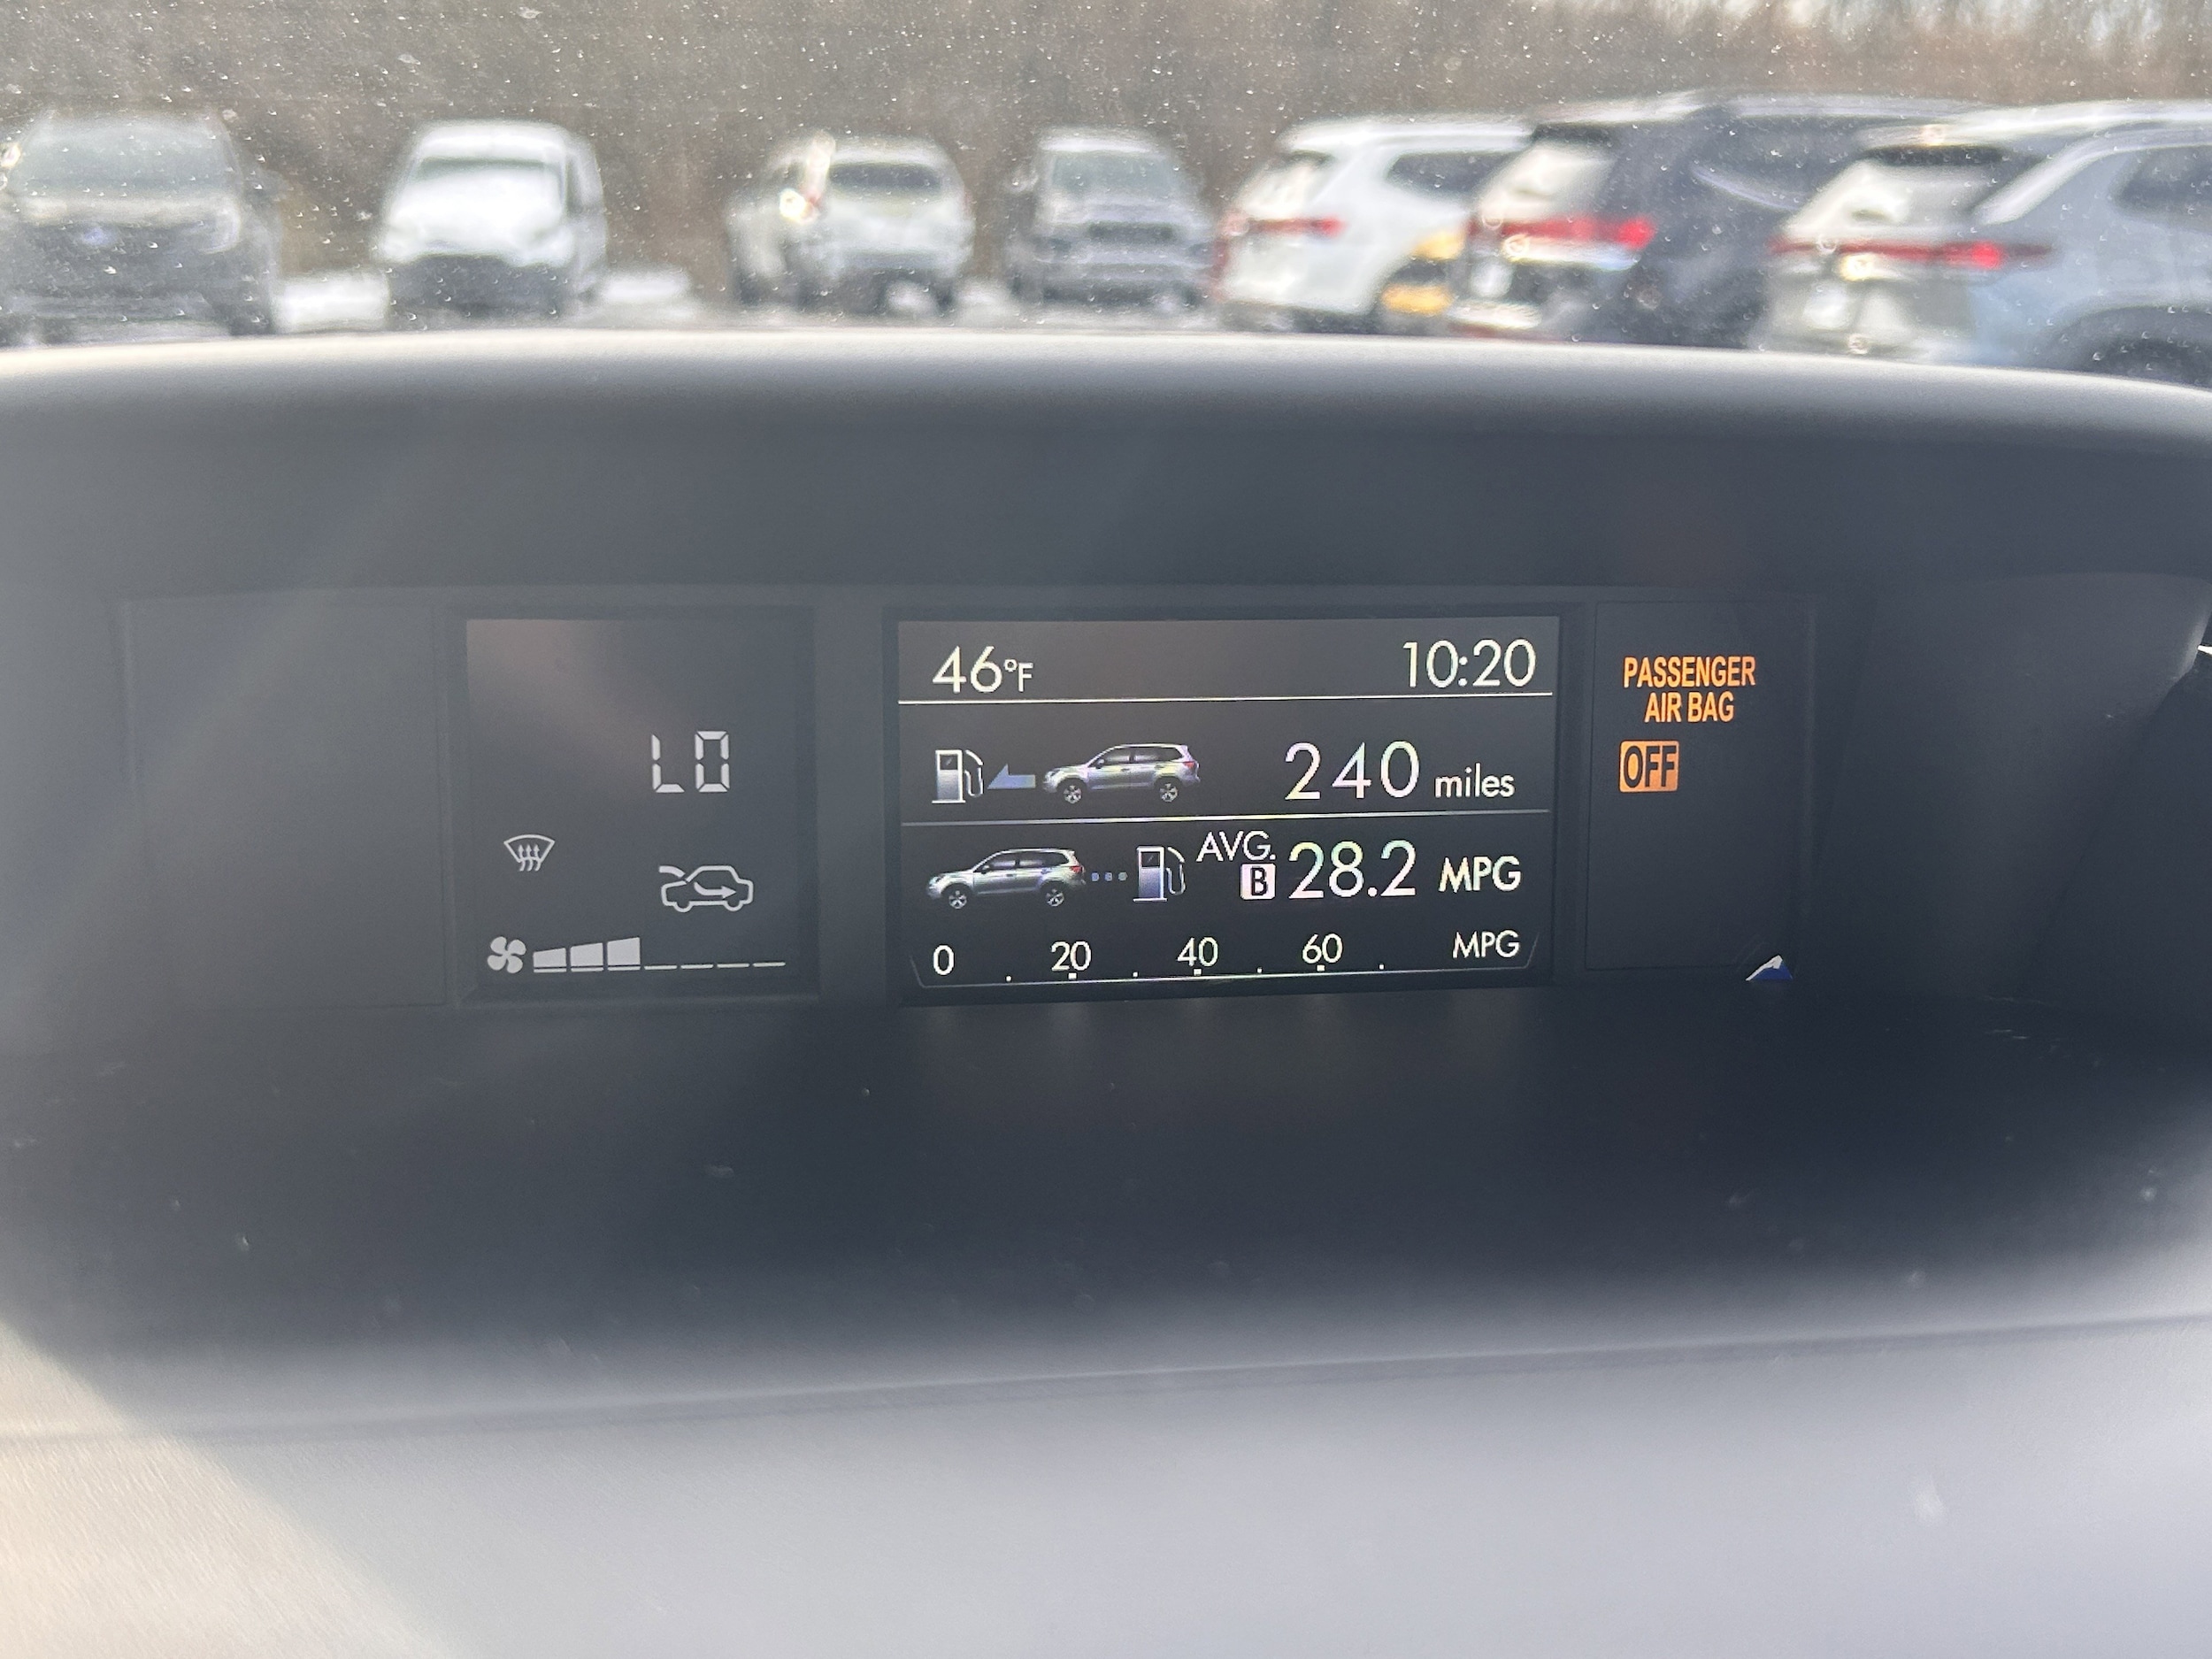 46°F 10:20
LO
240 miles
AVG.
B 28.2 MPG
0 20 40 60 MPG
PASSENGER
AIR BAG
OFF